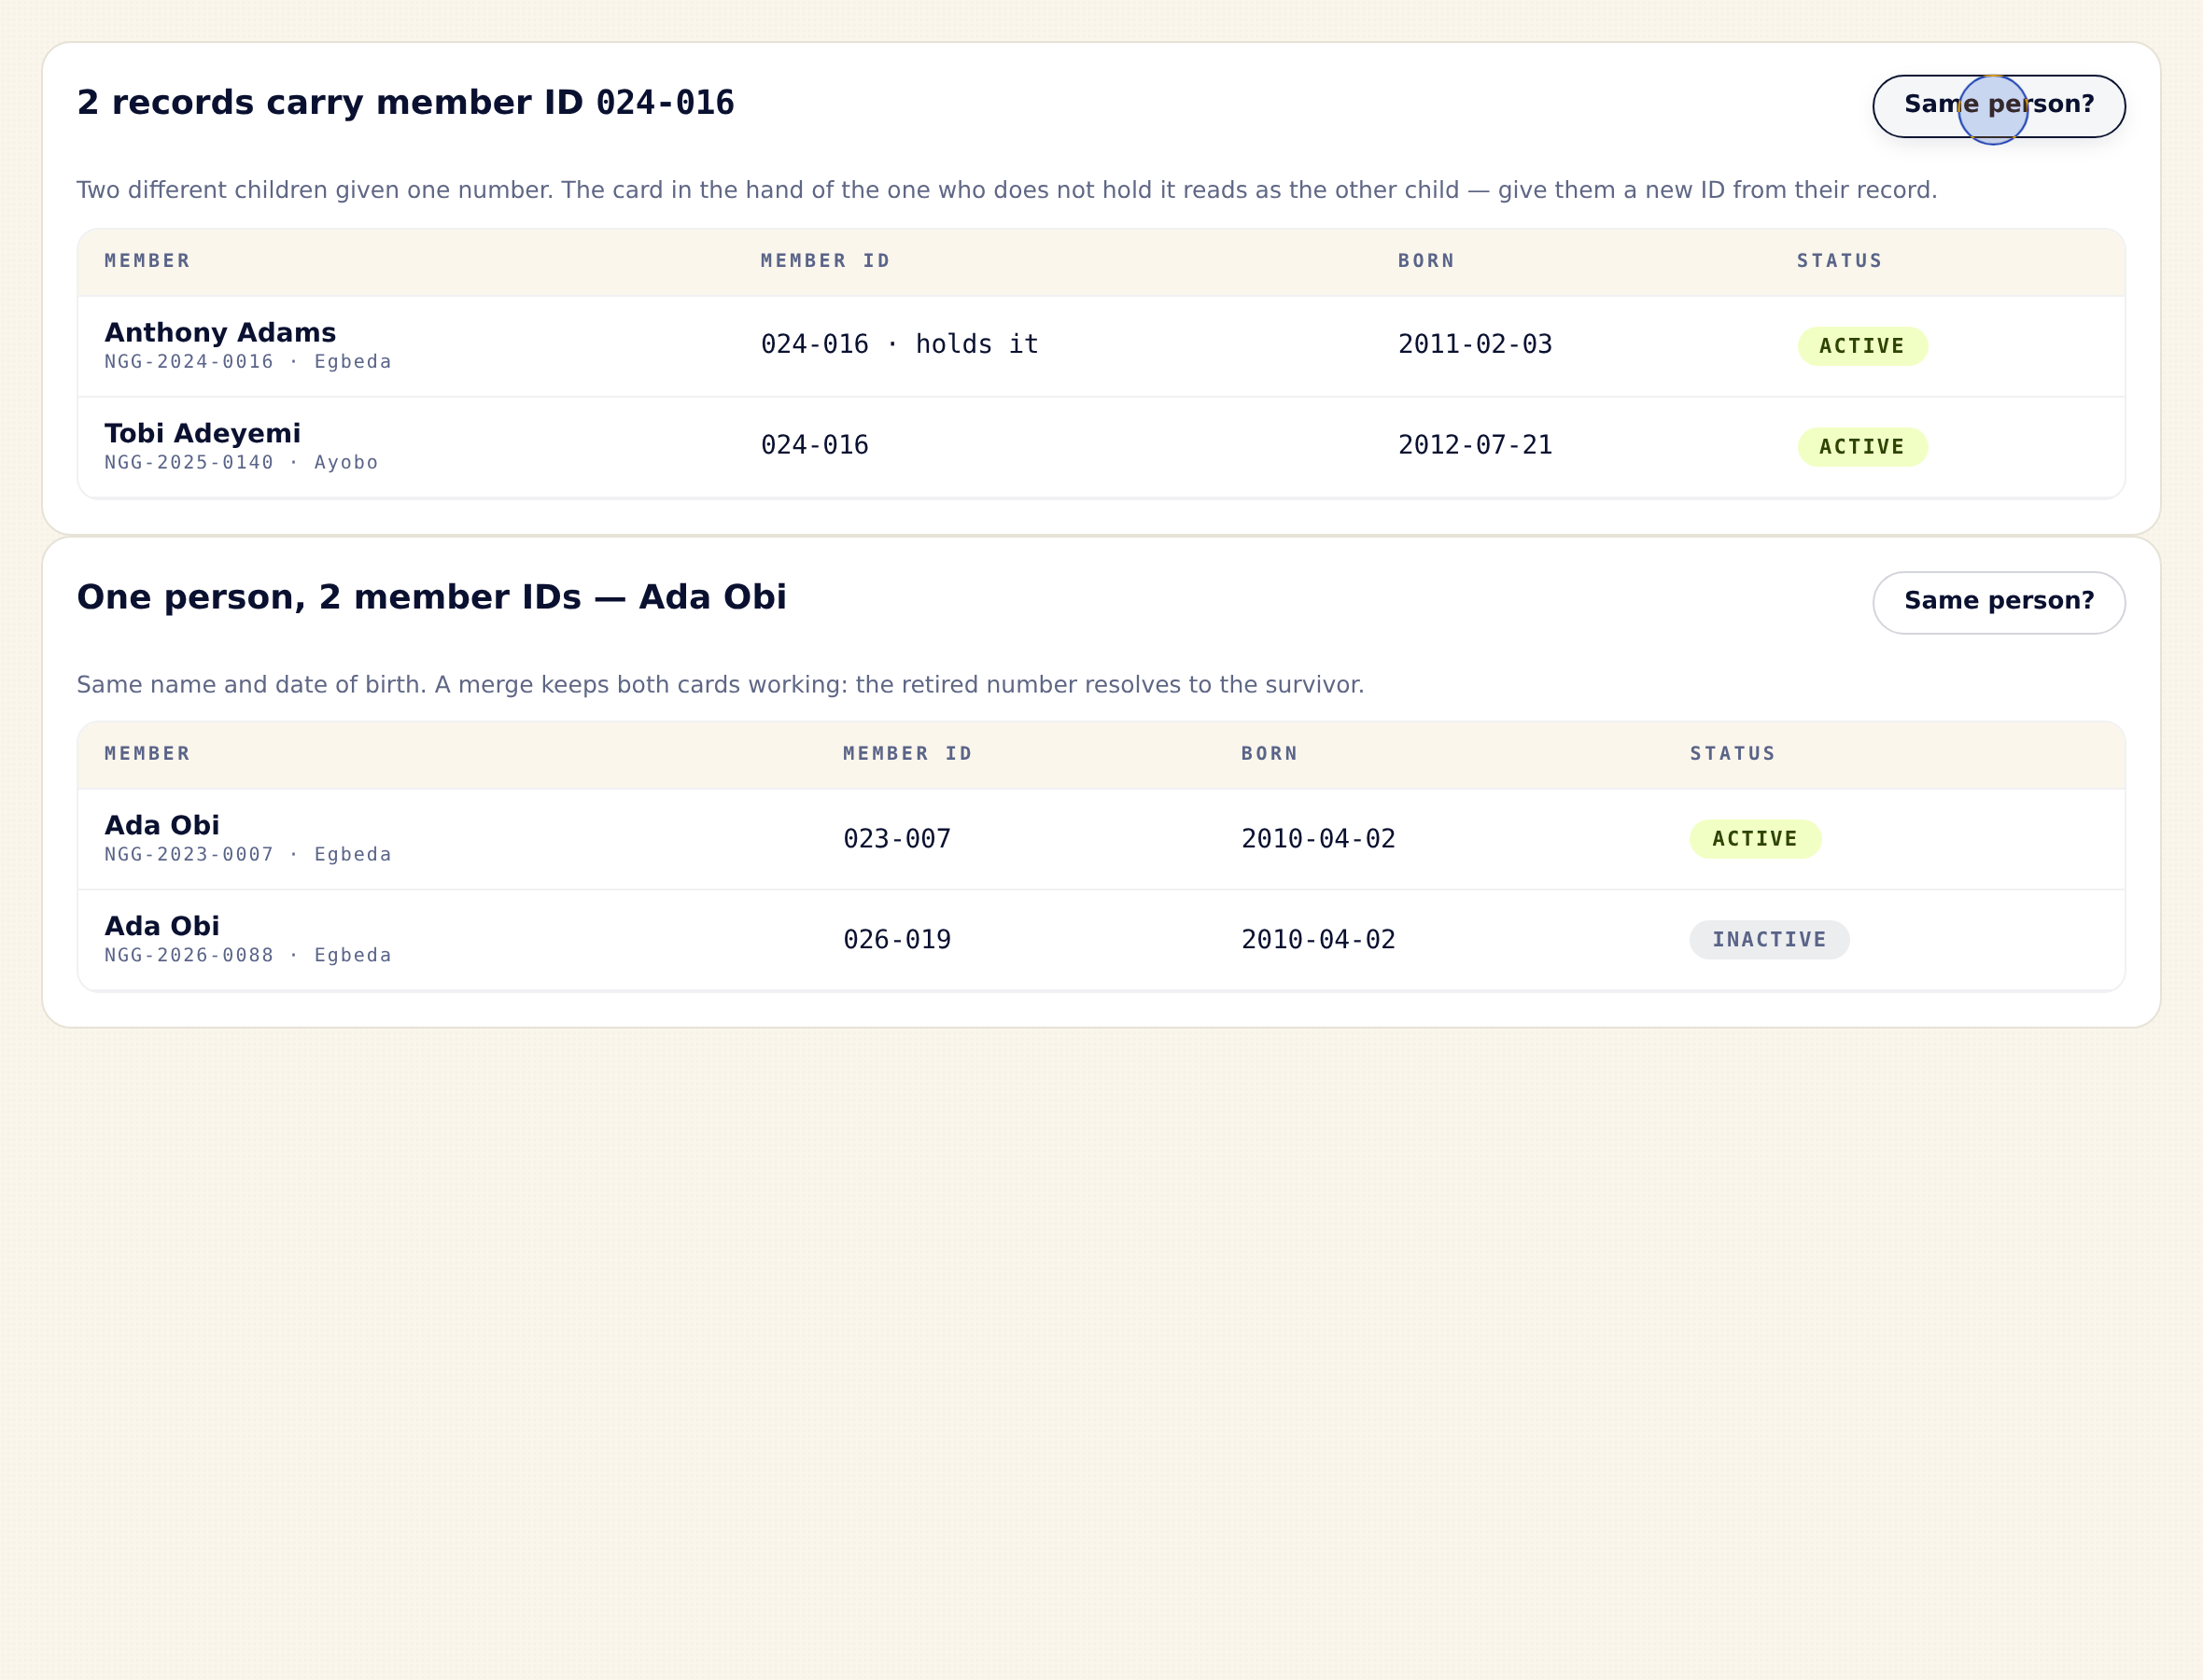 2 records carry member ID 024-016
Same person?
Two different children given one number. The card in the hand of the one who does not hold it reads as the other child — give them a new ID from their record.
MEMBER MEMBER ID BORN STATUS
Anthony Adams
NGG-2024-0016 · Egbeda
024-016 · holds it 2011-02-03 ACTIVE
Tobi Adeyemi
NGG-2025-0140 · Ayobo
024-016 2012-07-21 ACTIVE
One person, 2 member IDs — Ada Obi
Same person?
Same name and date of birth. A merge keeps both cards working: the retired number resolves to the survivor.
MEMBER MEMBER ID BORN STATUS
Ada Obi
NGG-2023-0007 · Egbeda
023-007 2010-04-02 ACTIVE
Ada Obi
NGG-2026-0088 · Egbeda
026-019 2010-04-02 INACTIVE